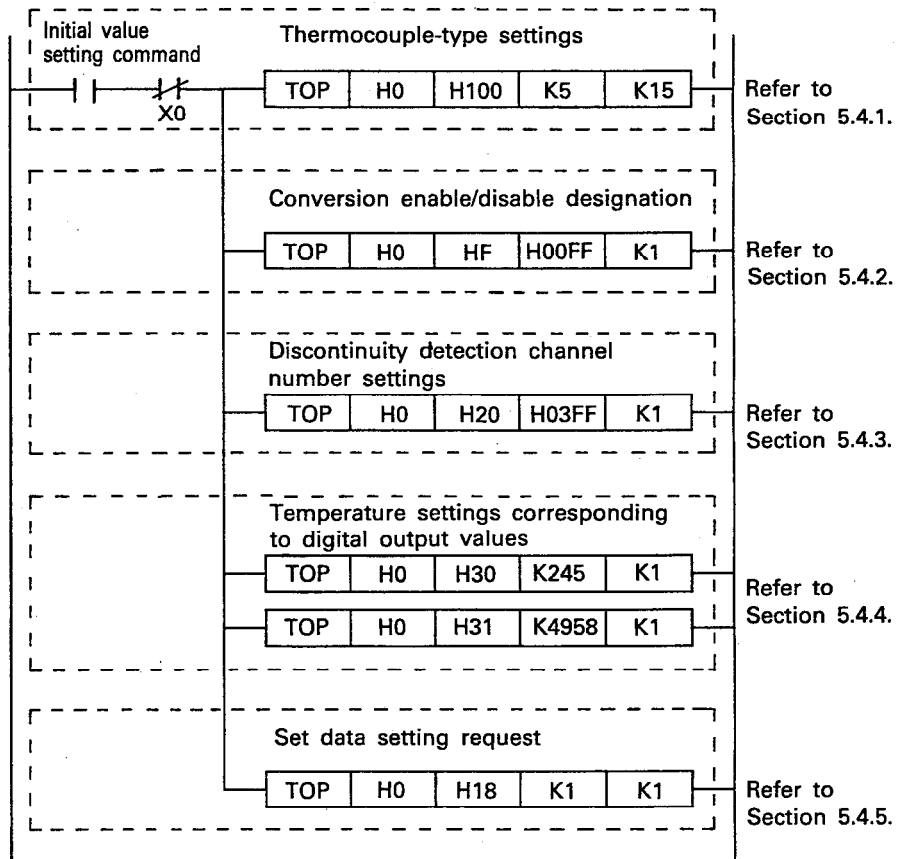 Initial value
setting command
Thermocouple-type settings
X0
TOP H0 H100 K5 K15
Refer to
Section 5.4.1.
Conversion enable/disable designation
TOP H0 HF H00FF K1
Refer to
Section 5.4.2.
Discontinuity detection channel
number settings
TOP H0 H20 H03FF K1
Refer to
Section 5.4.3.
Temperature settings corresponding
to digital output values
TOP H0 H30 K245 K1
TOP H0 H31 K4958 K1
Refer to
Section 5.4.4.
Set data setting request
TOP H0 H18 K1 K1
Refer to
Section 5.4.5.